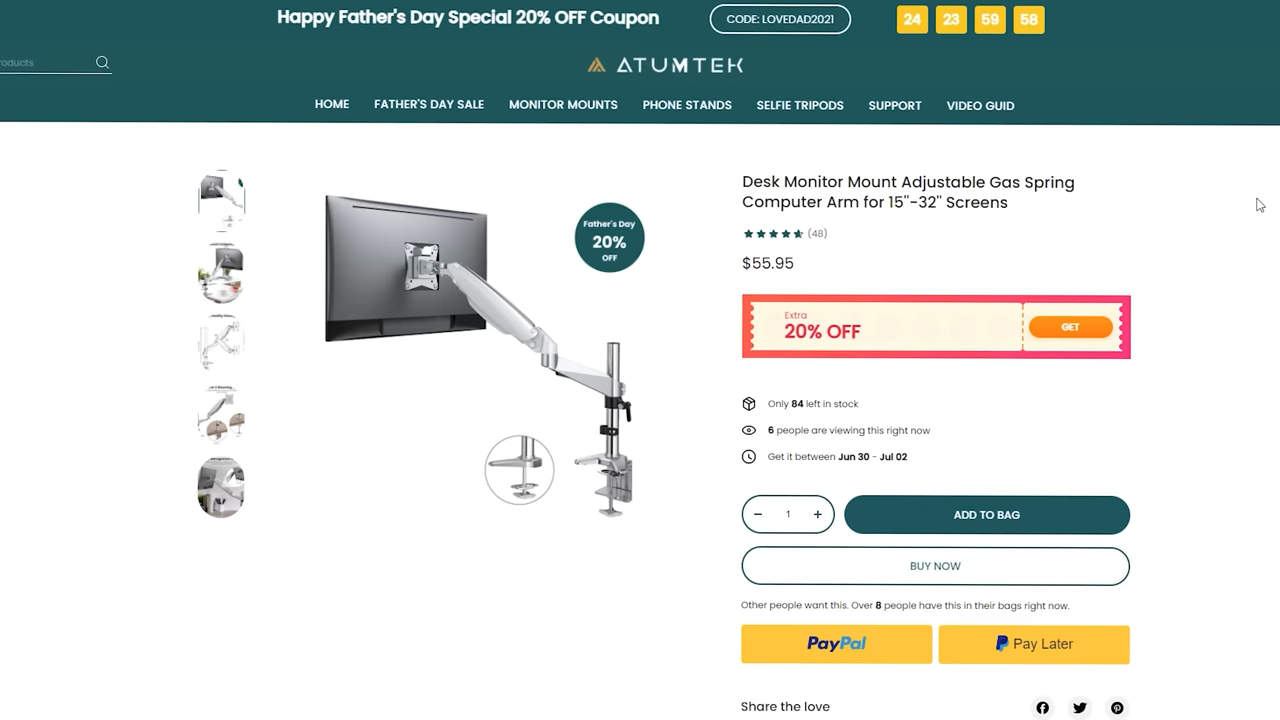 Happy Father's Day Special 20% OFF Coupon
CODE: LOVEDAD2021
24 23 59 58
roducts
ATUMTEK
HOME FATHER'S DAY SALE MONITOR MOUNTS PHONE STANDS SELFIE TRIPODS SUPPORT VIDEO GUID
Father's Day
20%
OFF
Desk Monitor Mount Adjustable Gas Spring
Computer Arm for 15"-32" Screens
(48)
$55.95
Extra
20% OFF
GET
Only 84 left in stock
6 people are viewing this right now
Get it between Jun 30 - Jul 02
− 1 +
ADD TO BAG
BUY NOW
Other people want this. Over 8 people have this in their bags right now.
PayPal
Pay Later
Share the love